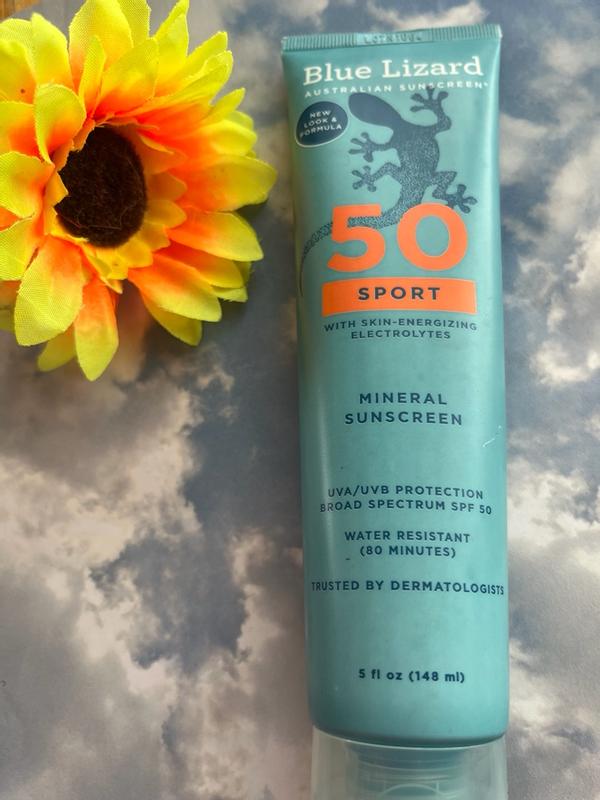 Blue Lizard
AUSTRALIAN SUNSCREEN®
NEW
LOOK &
FORMULA
50
SPORT
WITH SKIN-ENERGIZING
ELECTROLYTES
MINERAL
SUNSCREEN
UVA/UVB PROTECTION
BROAD SPECTRUM SPF 50
WATER RESISTANT
(80 MINUTES)
TRUSTED BY DERMATOLOGISTS
5 fl oz (148 ml)